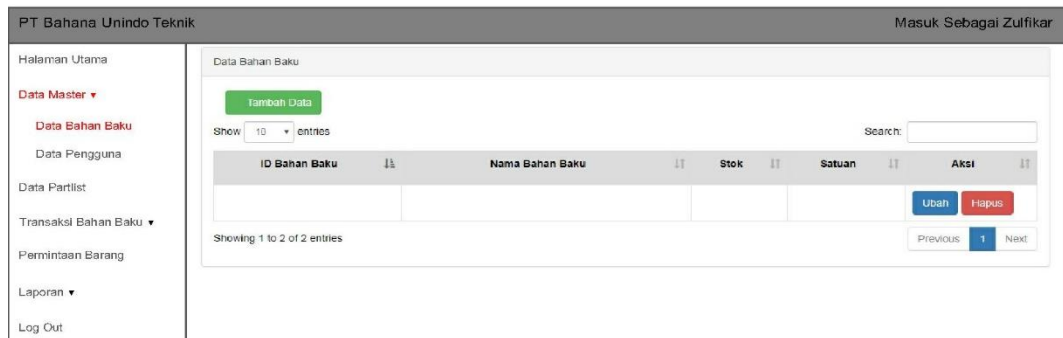 PT Bahana Unindo Teknik
Masuk Sebagai Zulfikar
Halaman Utama
Data Master
Data Bahan Baku
Data Pengguna
Data Partlist
Transaksi Bahan Baku
Permintaan Barang
Laporan
Log Out
Data Bahan Baku
Tambah Data
Show 10 entries
Search:
ID Bahan Baku Nama Bahan Baku Stok Satuan Aksi
Ubah Hapus
Showing 1 to 2 of 2 entries
Previous 1 Next